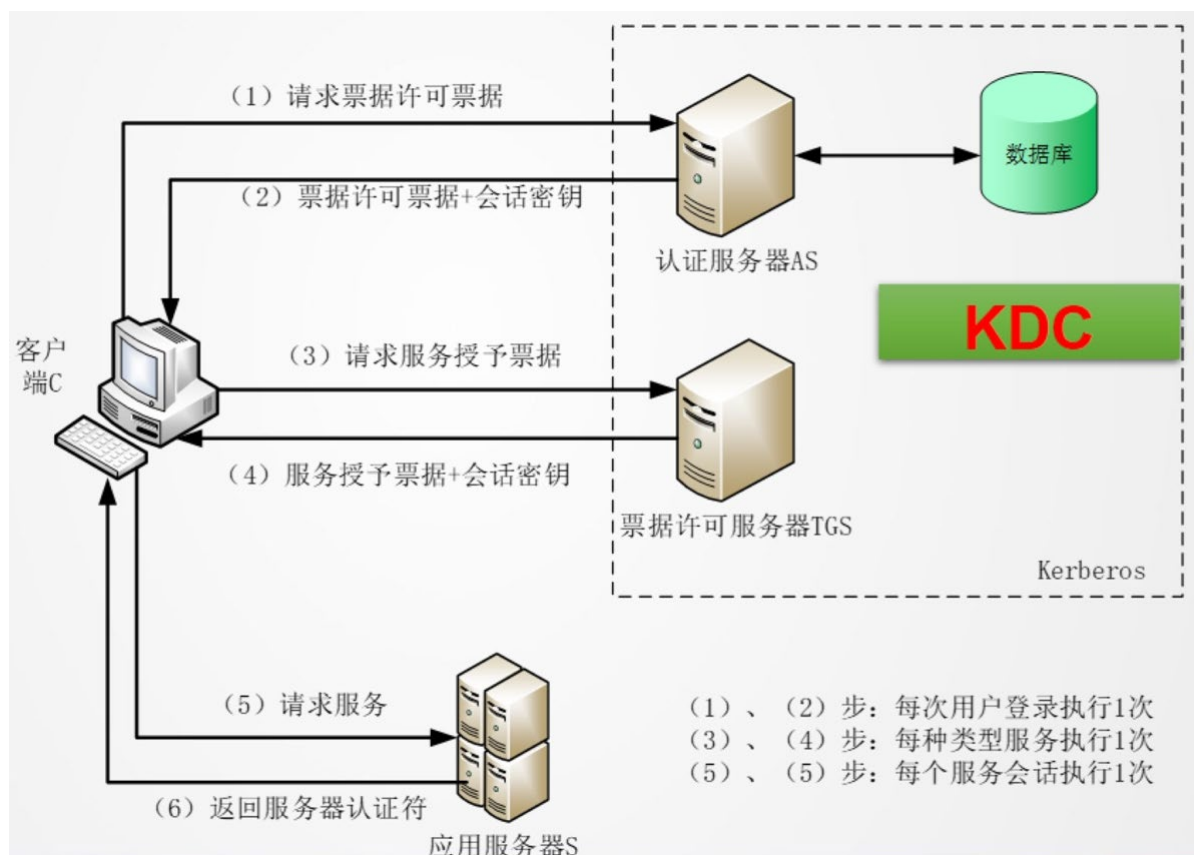 (1) 请求票据许可票据
数据库
(2) 票据许可票据+会话密钥
认证服务器AS
KDC
客户
端C
(3) 请求服务授予票据
(4) 服务授予票据+会话密钥
票据许可服务器TGS
Kerberos
(5) 请求服务
(6) 返回服务器认证符
应用服务器S
(1)、(2)步：每次用户登录执行1次
(3)、(4)步：每种类型服务执行1次
(5)、(5)步：每个服务会话执行1次